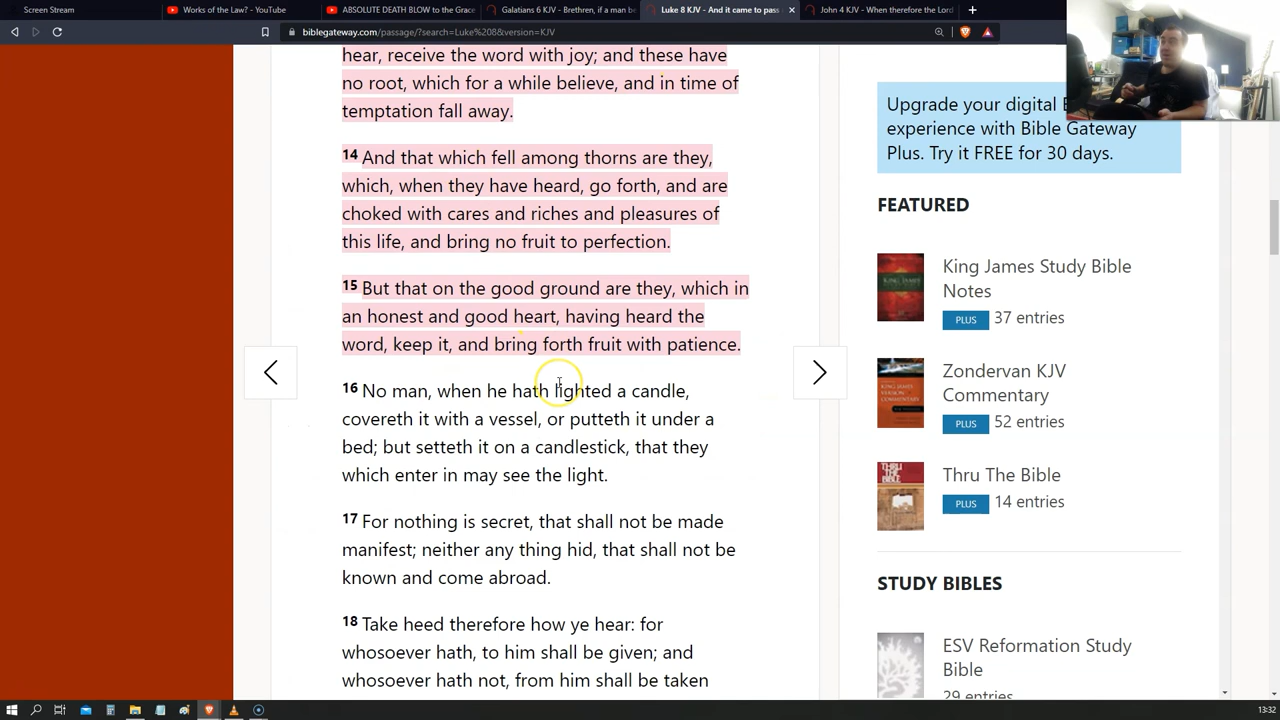 Screen Stream
Works of the Law? - YouTube
ABSOLUTE DEATH BLOW to the Grace
Galatians 6 KJV - Brethren, if a man be
Luke 8 KJV - And it came to pass
John 4 KJV - When therefore the Lord
biblegateway.com/passage/?search=Luke%208&version=KJV
hear, receive the word with joy; and these have
no root, which for a while believe, and in time of
temptation fall away.
14 And that which fell among thorns are they,
which, when they have heard, go forth, and are
choked with cares and riches and pleasures of
this life, and bring no fruit to perfection.
15 But that on the good ground are they, which in
an honest and good heart, having heard the
word, keep it, and bring forth fruit with patience.
16 No man, when he hath lighted a candle,
covereth it with a vessel, or putteth it under a
bed; but setteth it on a candlestick, that they
which enter in may see the light.
17 For nothing is secret, that shall not be made
manifest; neither any thing hid, that shall not be
known and come abroad.
18 Take heed therefore how ye hear: for
whosoever hath, to him shall be given; and
whosoever hath not, from him shall be taken
Upgrade your digital
experience with Bible Gateway
Plus. Try it FREE for 30 days.
FEATURED
King James Study Bible
Notes
PLUS 37 entries
Zondervan KJV
Commentary
PLUS 52 entries
Thru The Bible
PLUS 14 entries
STUDY BIBLES
ESV Reformation Study
Bible
29 entries
13:32